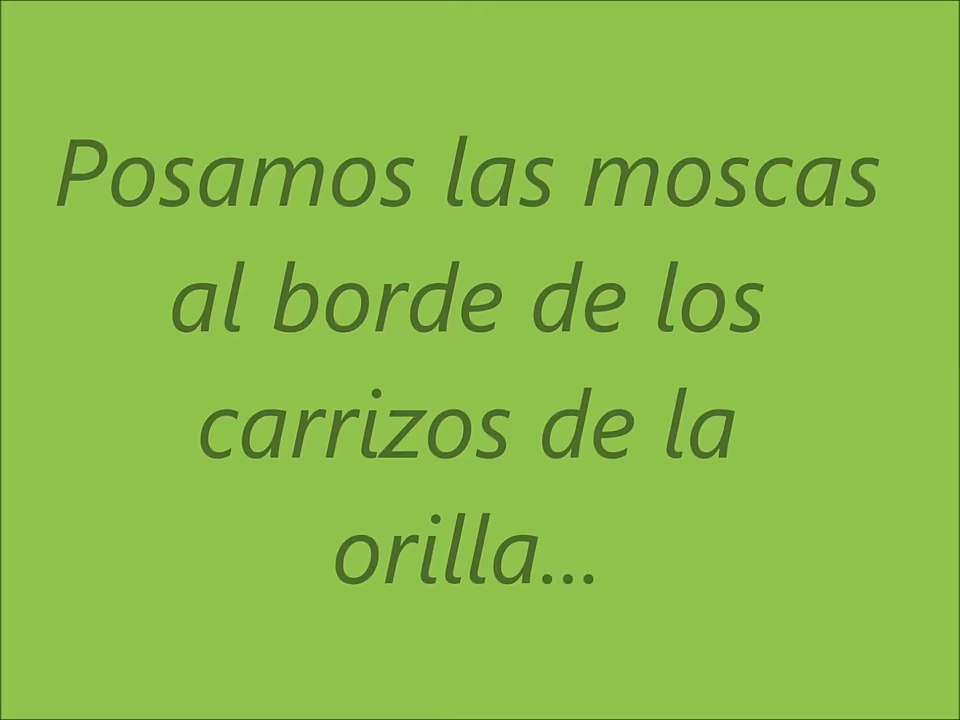 Posamos las moscas
al borde de los
carrizos de la
orilla...